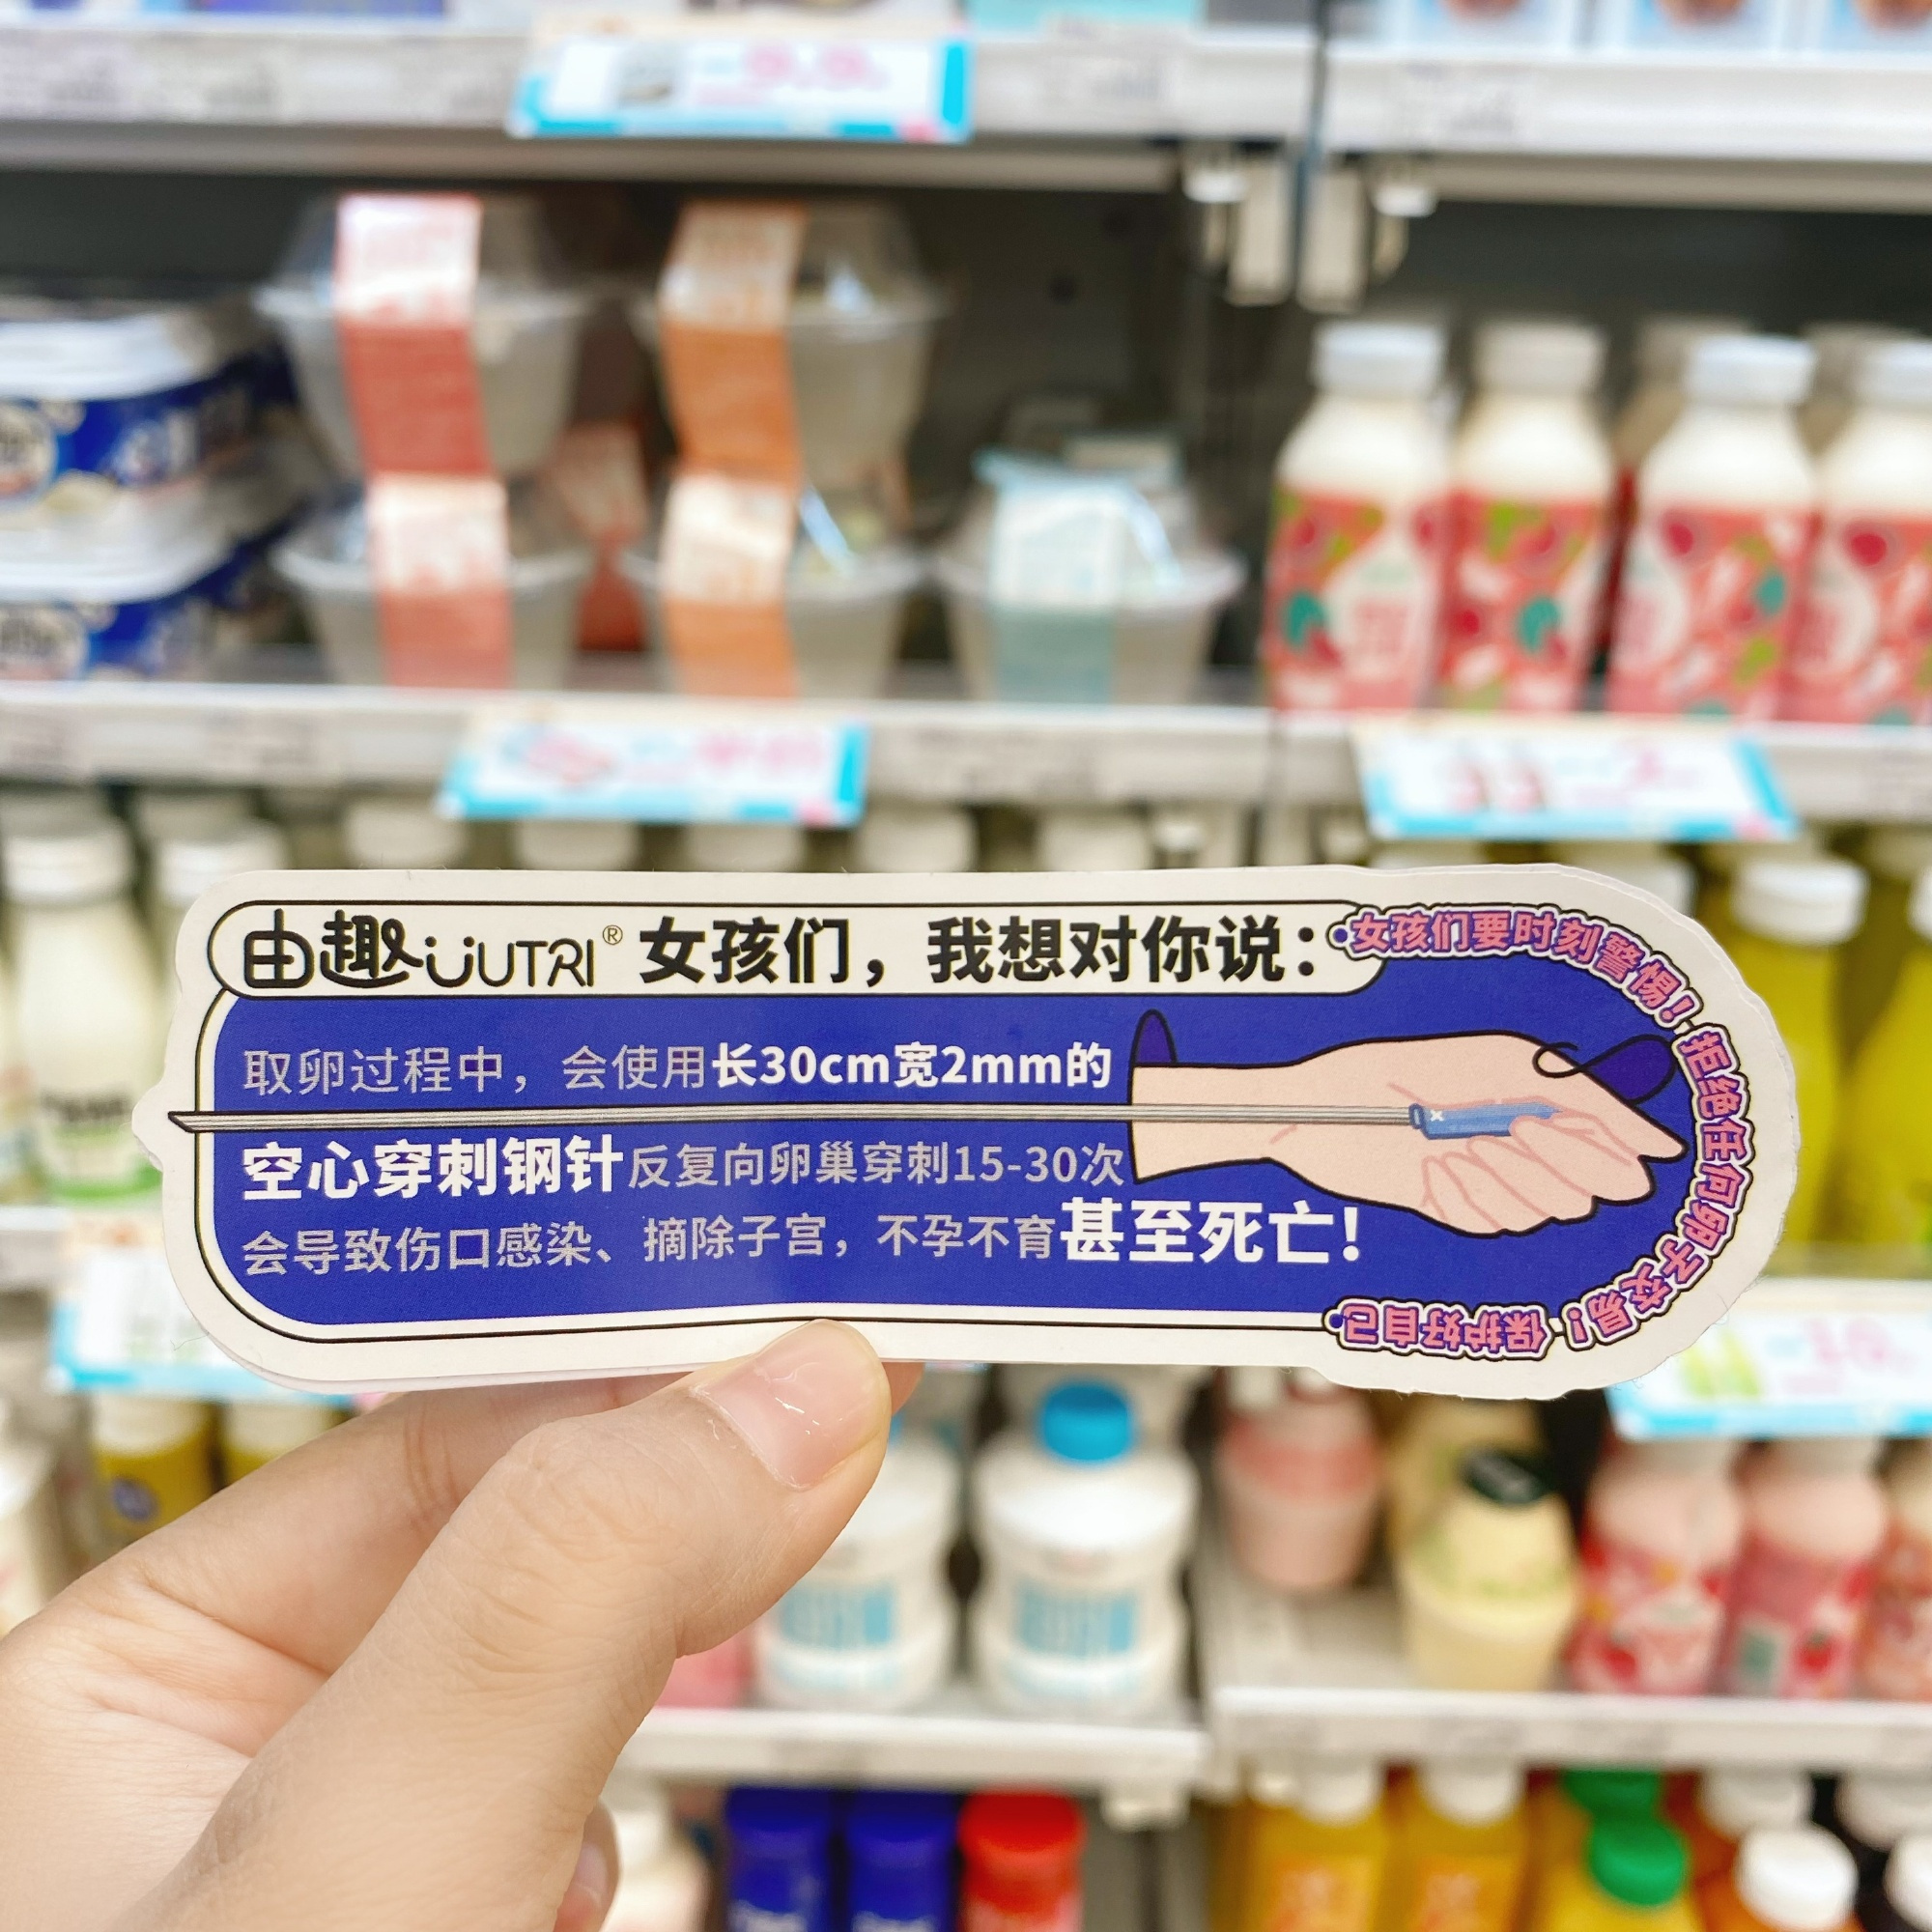 由趣 UUTRI® 女孩们，我想对你说：
女孩们要时刻警惕！拒绝任何卵子交易！保护好自己
取卵过程中，会使用长30cm宽2mm的
空心穿刺钢针反复向卵巢穿刺15-30次
会导致伤口感染、摘除子宫，不孕不育甚至死亡！